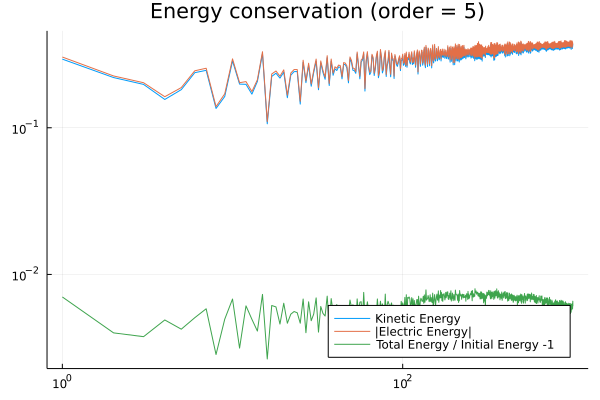 Energy conservation (order = 5)
10⁻¹
10⁻²
Kinetic Energy
|Electric Energy|
Total Energy / Initial Energy -1
10⁰
10²